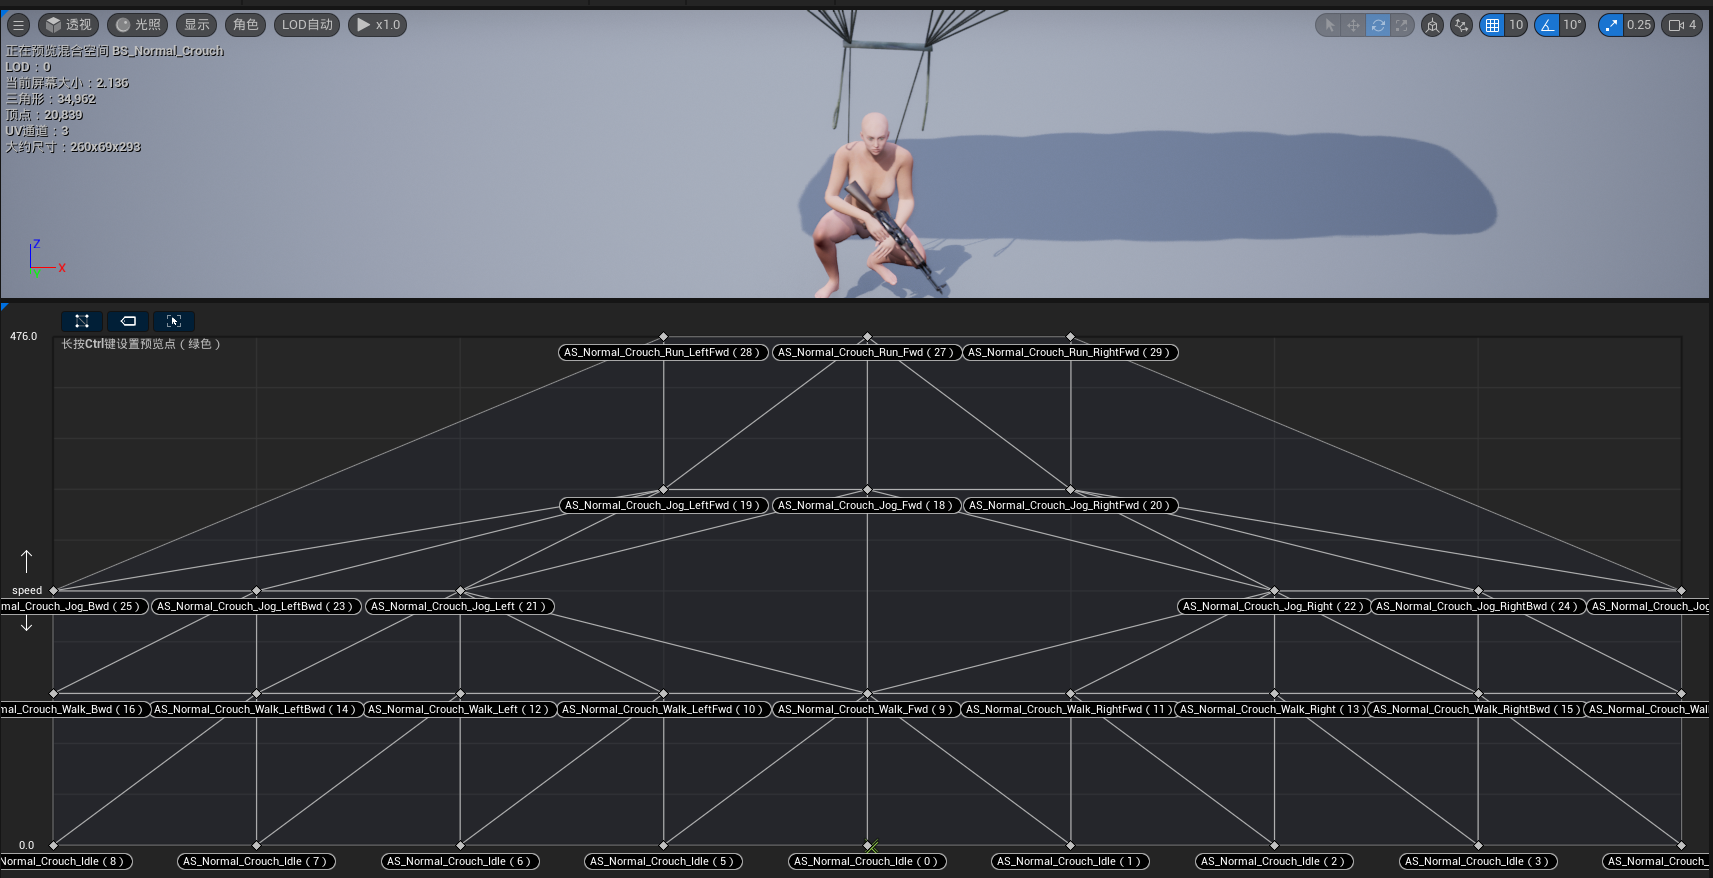 透视
光照
显示
角色
LOD自动
x1.0
10
10°
0.25
4
正在预览混合空间 BS_Normal_Crouch
LOD：0
当前屏幕大小：2.136
三角形：34,962
顶点：20,839
UV通道：3
大约尺寸：260x69x293
Z
X
476.0
长按Ctrl键设置预览点（绿色）
AS_Normal_Crouch_Run_LeftFwd ( 28 )
AS_Normal_Crouch_Run_Fwd ( 27 )
AS_Normal_Crouch_Run_RightFwd ( 29 )
AS_Normal_Crouch_Jog_LeftFwd ( 19 )
AS_Normal_Crouch_Jog_Fwd ( 18 )
AS_Normal_Crouch_Jog_RightFwd ( 20 )
speed
mal_Crouch_Jog_Bwd ( 25 )
AS_Normal_Crouch_Jog_LeftBwd ( 23 )
AS_Normal_Crouch_Jog_Left ( 21 )
AS_Normal_Crouch_Jog_Right ( 22 )
AS_Normal_Crouch_Jog_RightBwd ( 24 )
AS_Normal_Crouch_Jog
mal_Crouch_Walk_Bwd ( 16 )
AS_Normal_Crouch_Walk_LeftBwd ( 14 )
AS_Normal_Crouch_Walk_Left ( 12 )
AS_Normal_Crouch_Walk_LeftFwd ( 10 )
AS_Normal_Crouch_Walk_Fwd ( 9 )
AS_Normal_Crouch_Walk_RightFwd ( 11 )
AS_Normal_Crouch_Walk_Right ( 13 )
AS_Normal_Crouch_Walk_RightBwd ( 15 )
AS_Normal_Crouch_Wal
0.0
Normal_Crouch_Idle ( 8 )
AS_Normal_Crouch_Idle ( 7 )
AS_Normal_Crouch_Idle ( 6 )
AS_Normal_Crouch_Idle ( 5 )
AS_Normal_Crouch_Idle ( 0 )
AS_Normal_Crouch_Idle ( 1 )
AS_Normal_Crouch_Idle ( 2 )
AS_Normal_Crouch_Idle ( 3 )
AS_Normal_Crouch_